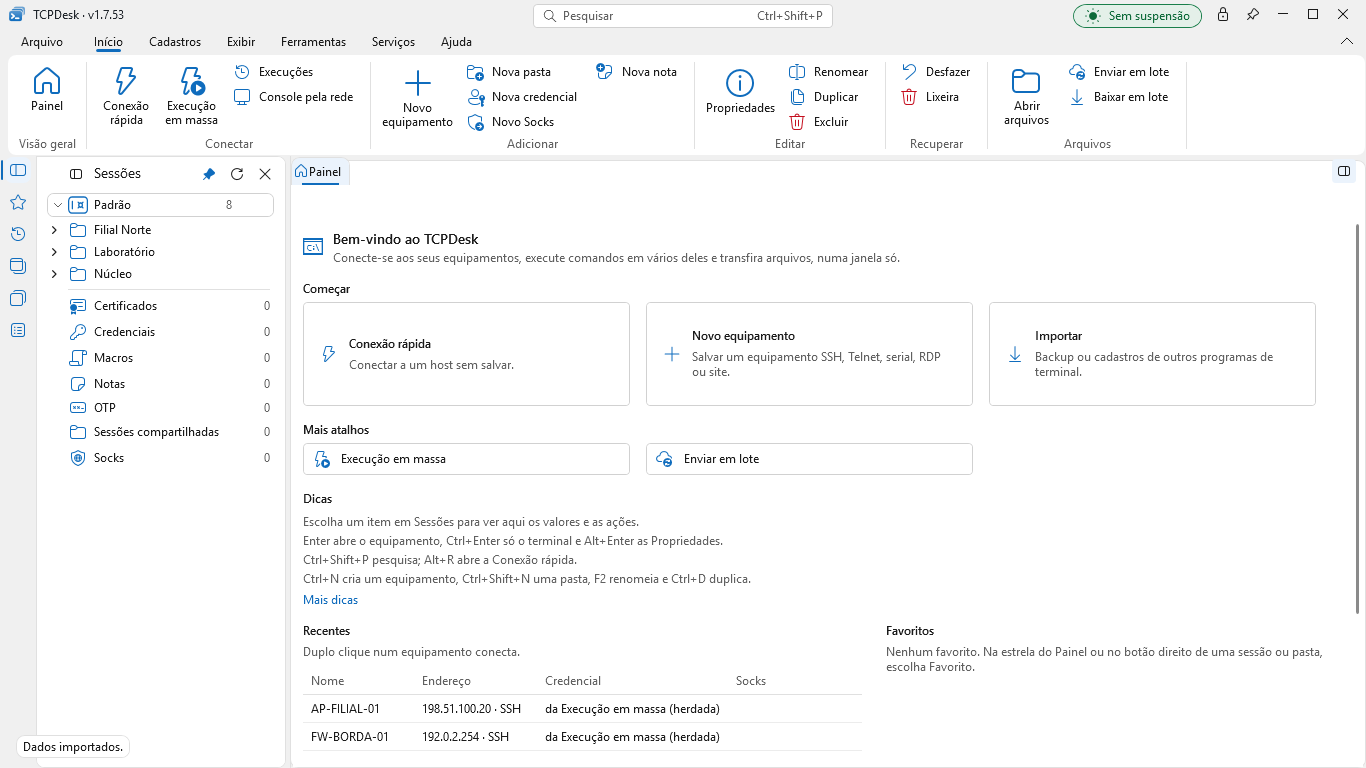 TCPDesk · v1.7.53
Pesquisar
Ctrl+Shift+P
Sem suspensão
Arquivo
Início
Cadastros
Exibir
Ferramentas
Serviços
Ajuda
Painel
Visão geral
Conexão rápida
Execução em massa
Execuções
Console pela rede
Conectar
Novo equipamento
Nova pasta
Nova credencial
Novo Socks
Nova nota
Adicionar
Propriedades
Renomear
Duplicar
Excluir
Editar
Desfazer
Lixeira
Recuperar
Abrir arquivos
Enviar em lote
Baixar em lote
Arquivos
Sessões
Padrão 8
Filial Norte
Laboratório
Núcleo
Certificados 0
Credenciais 0
Macros 0
Notas 0
OTP 0
Sessões compartilhadas 0
Socks 0
Dados importados.
Painel
Bem-vindo ao TCPDesk
Conecte-se aos seus equipamentos, execute comandos em vários deles e transfira arquivos, numa janela só.
Começar
Conexão rápida
Conectar a um host sem salvar.
Novo equipamento
Salvar um equipamento SSH, Telnet, serial, RDP
ou site.
Importar
Backup ou cadastros de outros programas de
terminal.
Mais atalhos
Execução em massa
Enviar em lote
Dicas
Escolha um item em Sessões para ver aqui os valores e as ações.
Enter abre o equipamento, Ctrl+Enter só o terminal e Alt+Enter as Propriedades.
Ctrl+Shift+P pesquisa; Alt+R abre a Conexão rápida.
Ctrl+N cria um equipamento, Ctrl+Shift+N uma pasta, F2 renomeia e Ctrl+D duplica.
Mais dicas
Recentes
Duplo clique num equipamento conecta.
Nome Endereço Credencial Socks
AP-FILIAL-01 198.51.100.20 · SSH da Execução em massa (herdada)
FW-BORDA-01 192.0.2.254 · SSH da Execução em massa (herdada)
Favoritos
Nenhum favorito. Na estrela do Painel ou no botão direito de uma sessão ou pasta,
escolha Favorito.